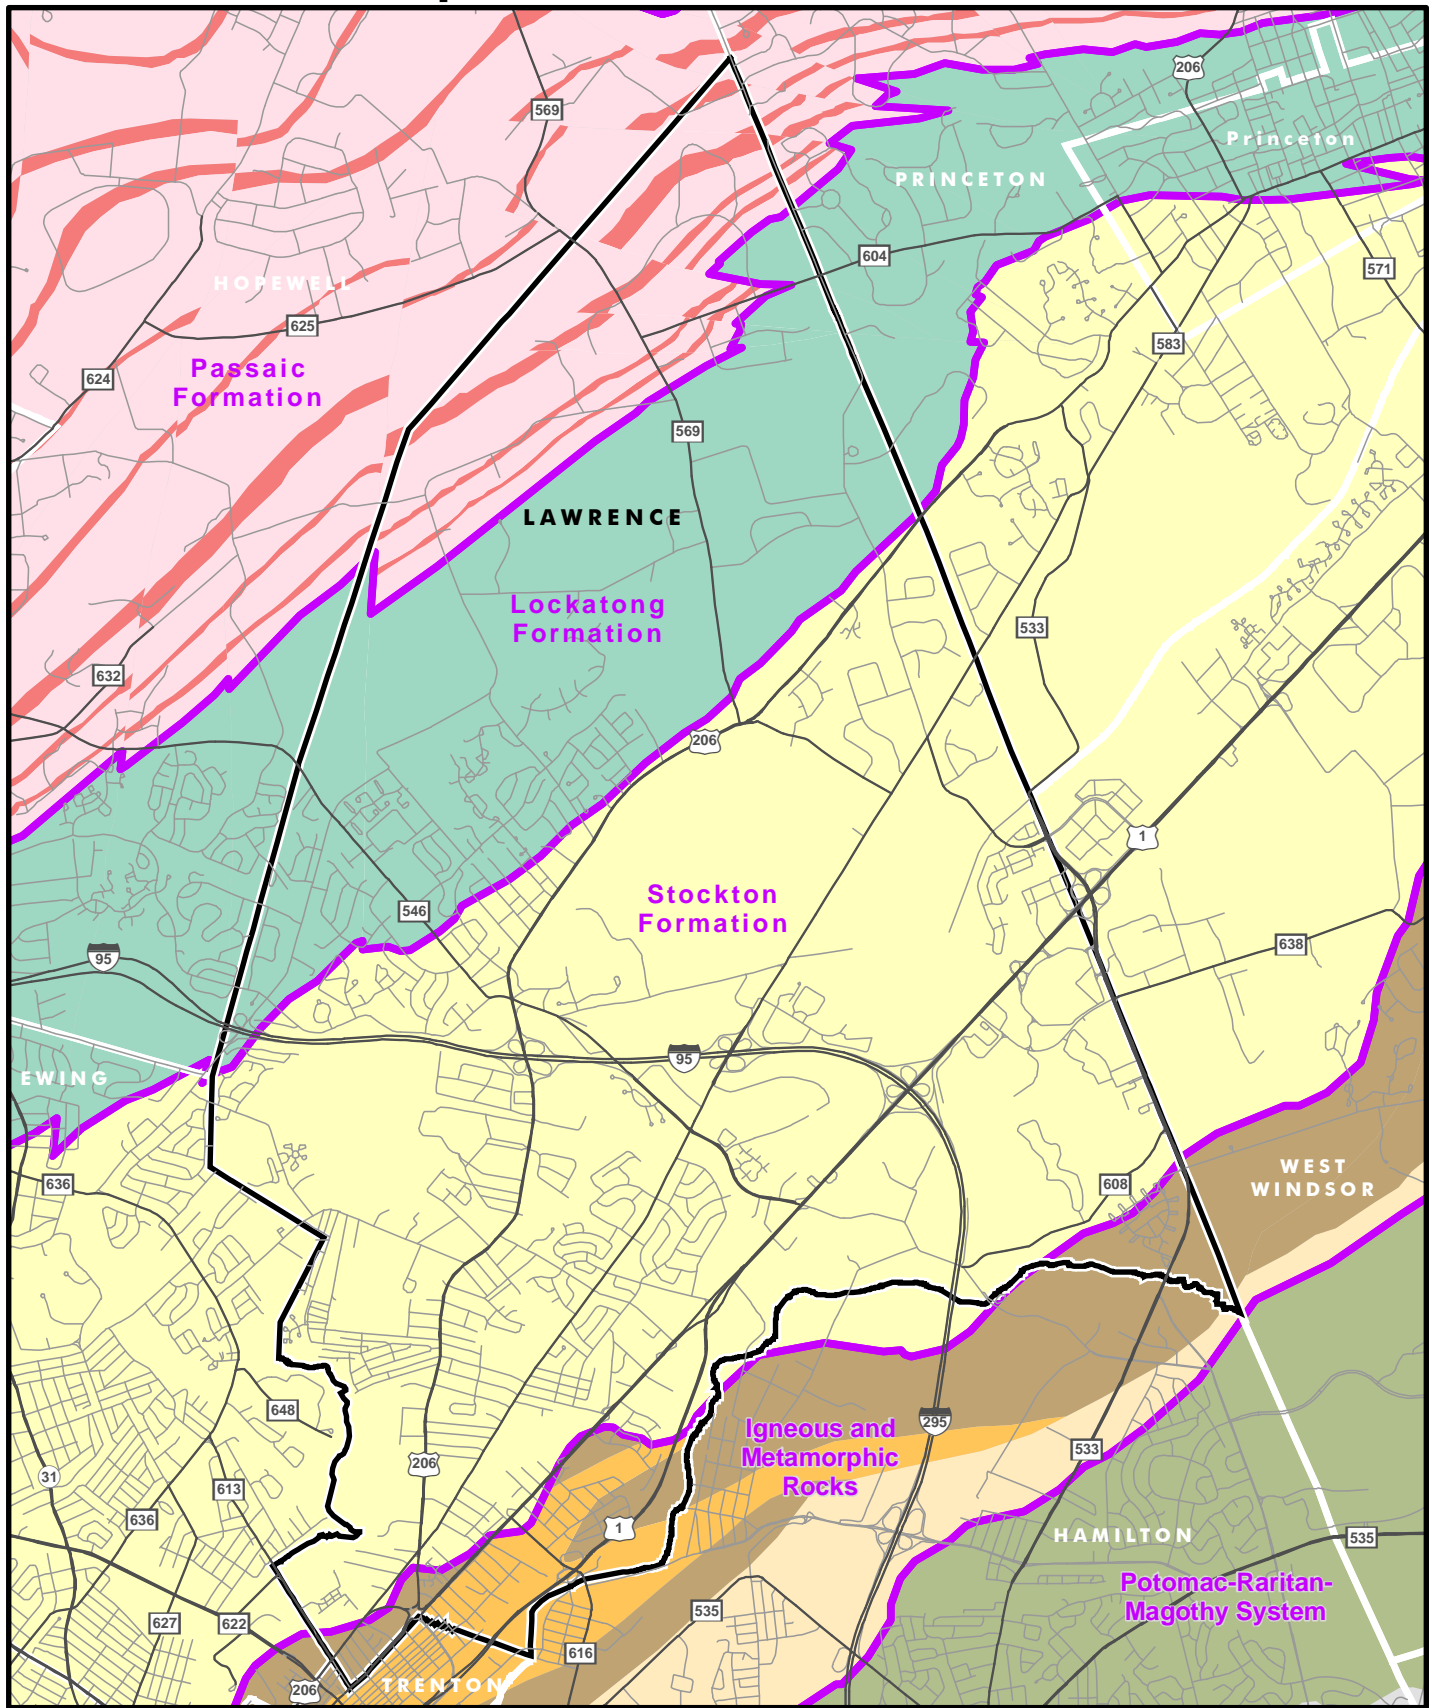 206
569
Princeton
PRINCETON
604
571
HOPEWELL
625
583
Passaic
Formation
624
569
LAWRENCE
Lockatong
Formation
533
632
206
1
Stockton
Formation
546
638
95
95
EWING
WEST
WINDSOR
636
608
648
Igneous and
Metamorphic
Rocks
295
533
206
31
613
636
1
HAMILTON
535
Potomac-Raritan-
Magothy System
535
627
622
616
TRENTON
206